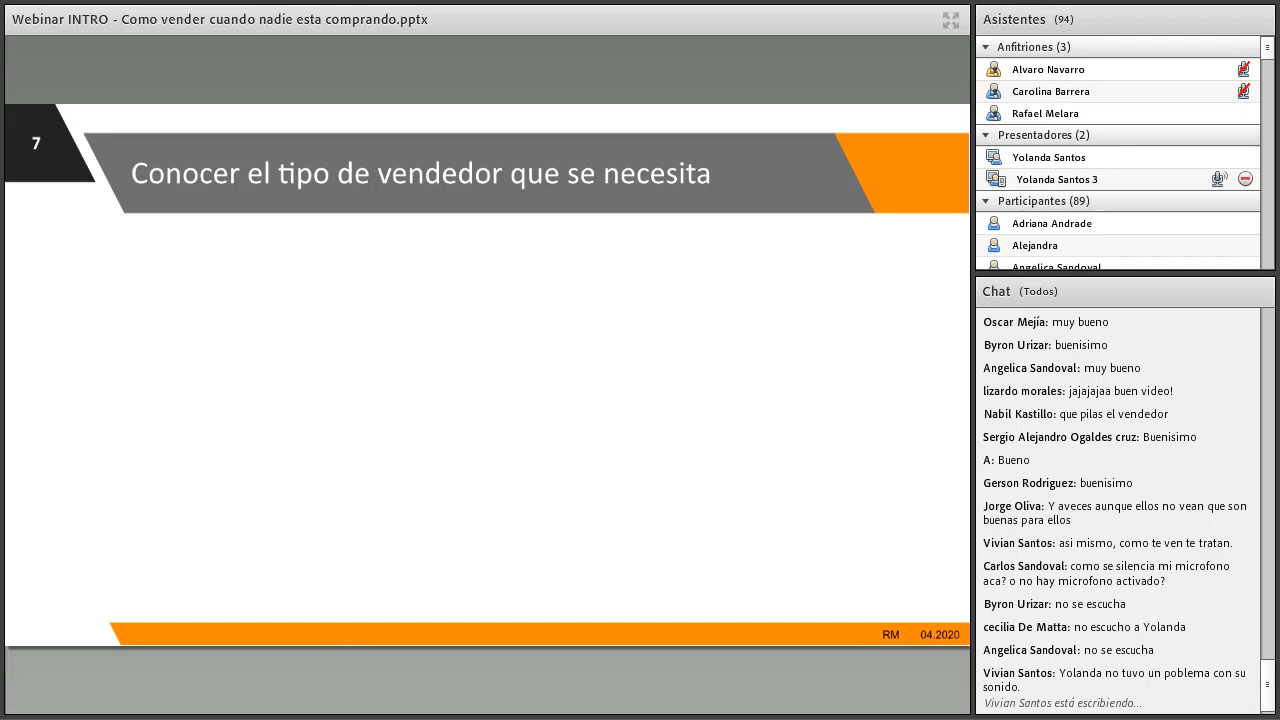 Webinar INTRO - Como vender cuando nadie esta comprando.pptx
7
Conocer el tipo de vendedor que se necesita
RM 04.2020
Asistentes (94)
Anfitriones (3)
Alvaro Navarro
Carolina Barrera
Rafael Melara
Presentadores (2)
Yolanda Santos
Yolanda Santos 3
Participantes (89)
Adriana Andrade
Alejandra
Angelica Sandoval
Chat (Todos)
Oscar Mejía: muy bueno
Byron Urizar: buenisimo
Angelica Sandoval: muy bueno
lizardo morales: jajajajaa buen video!
Nabil Kastillo: que pilas el vendedor
Sergio Alejandro Ogaldes cruz: Buenisimo
A: Bueno
Gerson Rodriguez: buenisimo
Jorge Oliva: Y aveces aunque ellos no vean que son
buenas para ellos
Vivian Santos: asi mismo, como te ven te tratan.
Carlos Sandoval: como se silencia mi microfono
aca? o no hay microfono activado?
Byron Urizar: no se escucha
cecilia De Matta: no escucho a Yolanda
Angelica Sandoval: no se escucha
Vivian Santos: Yolanda no tuvo un poblema con su
sonido.
Vivian Santos está escribiendo...